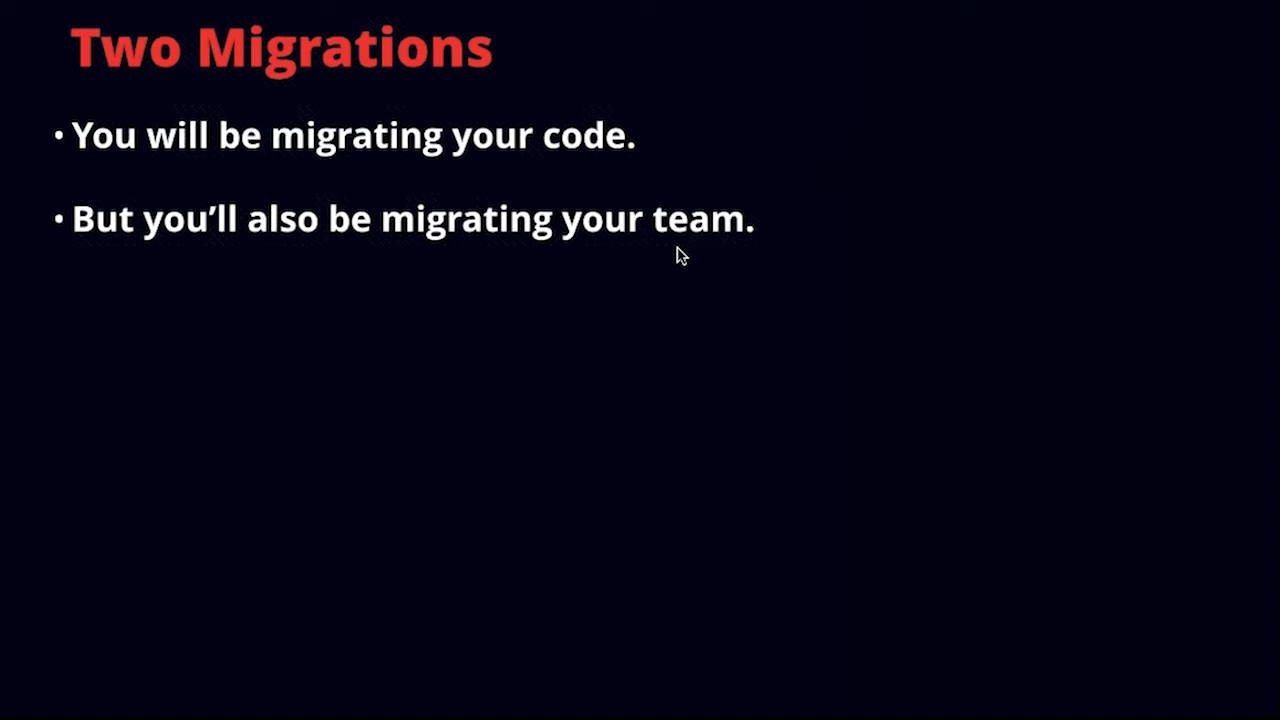 Two Migrations
• You will be migrating your code.
• But you’ll also be migrating your team.